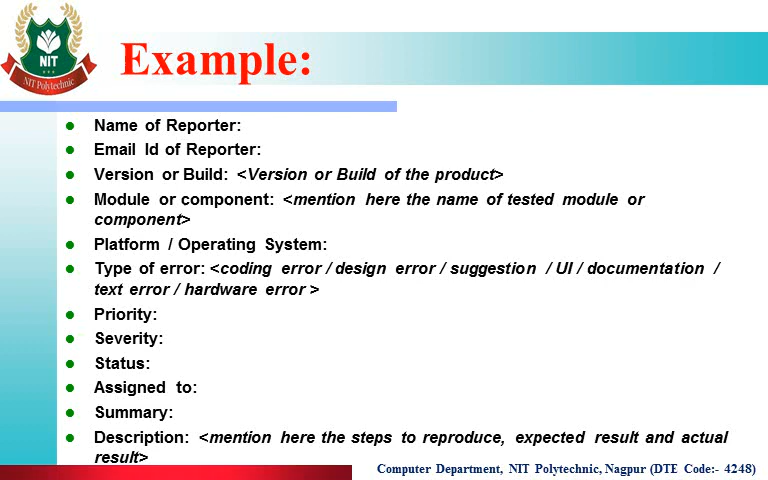 NIT
NIT Polytechnic
Example:
Name of Reporter:
Email Id of Reporter:
Version or Build: <Version or Build of the product>
Module or component: <mention here the name of tested module or
component>
Platform / Operating System:
Type of error: <coding error / design error / suggestion / UI / documentation /
text error / hardware error >
Priority:
Severity:
Status:
Assigned to:
Summary:
Description: <mention here the steps to reproduce, expected result and actual
result>
Computer Department, NIT Polytechnic, Nagpur (DTE Code:- 4248)